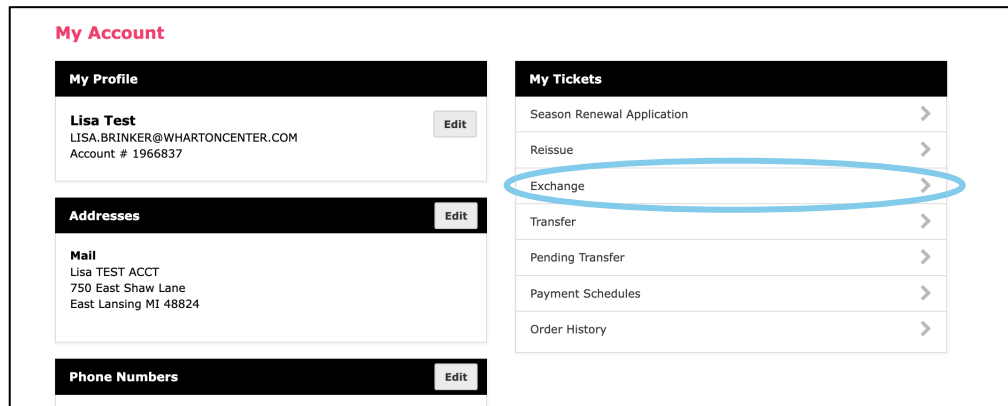 My Account
My Profile
Lisa Test
Edit
LISA.BRINKER@WHARTONCENTER.COM
Account # 1966837
Addresses
Edit
Mail
Lisa TEST ACCT
750 East Shaw Lane
East Lansing MI 48824
Phone Numbers
Edit
My Tickets
Season Renewal Application
Reissue
Exchange
Transfer
Pending Transfer
Payment Schedules
Order History